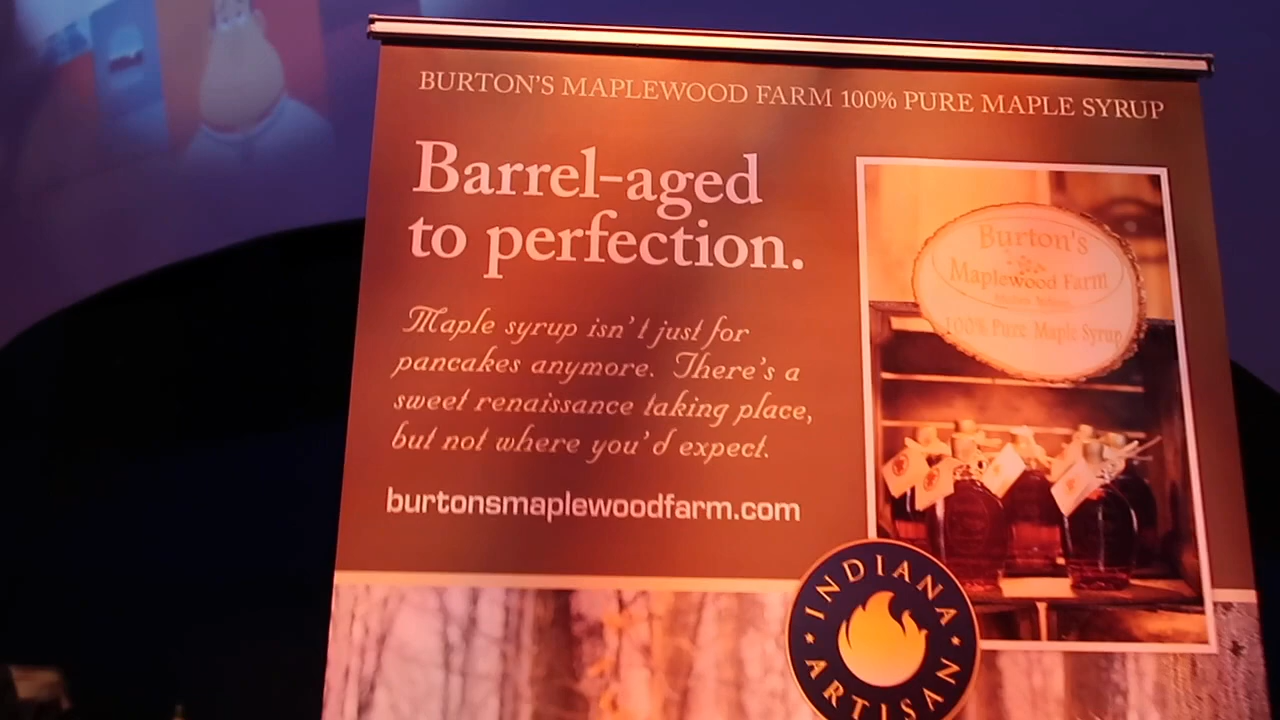 BURTON'S MAPLEWOOD FARM 100% PURE MAPLE SYRUP
Barrel-aged
to perfection.
Maple syrup isn't just for
pancakes anymore. There's a
sweet renaissance taking place,
but not where you'd expect.
burtonsmaplewoodfarm.com
Burton's
Maplewood Farm
100% Pure Maple Syrup
INDIANA
ARTISAN